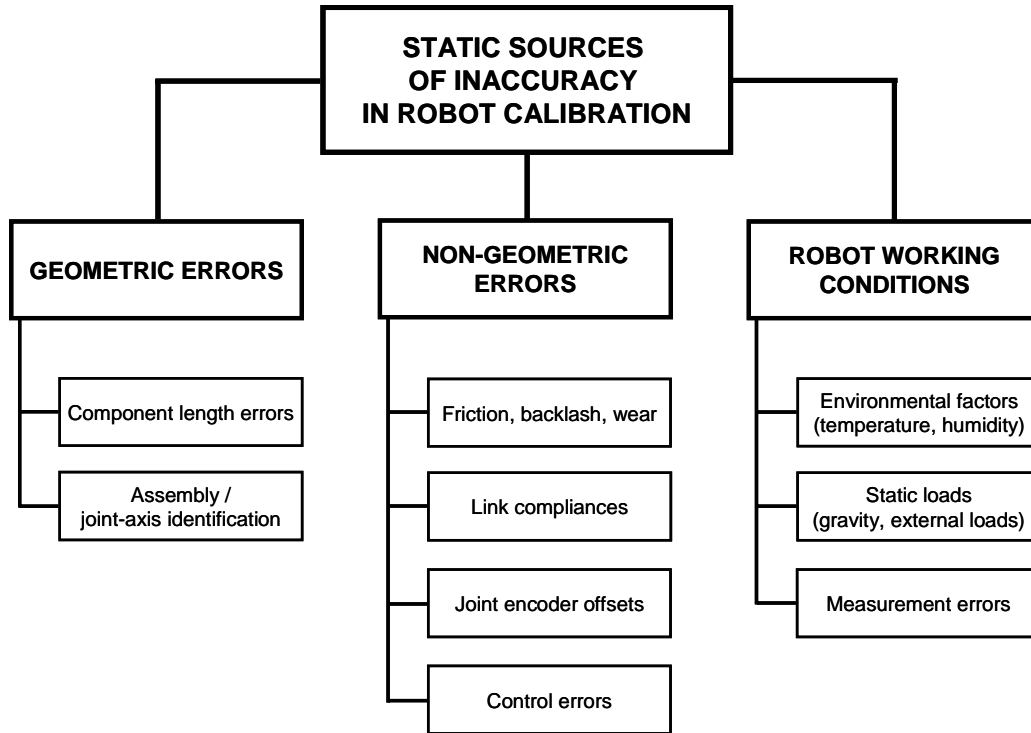 STATIC SOURCES
OF INACCURACY
IN ROBOT CALIBRATION
GEOMETRIC ERRORS
Component length errors
Assembly /
joint-axis identification
NON-GEOMETRIC
ERRORS
Friction, backlash, wear
Link compliances
Joint encoder offsets
Control errors
ROBOT WORKING
CONDITIONS
Environmental factors
(temperature, humidity)
Static loads
(gravity, external loads)
Measurement errors